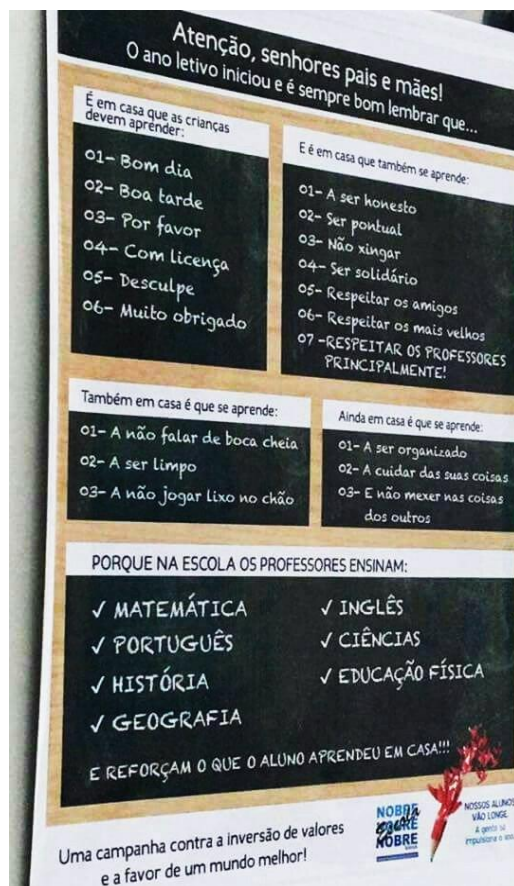 Atenção, senhores pais e mães!
O ano letivo iniciou e é sempre bom lembrar que...
É em casa que as crianças
devem aprender:
01- Bom dia
02- Boa tarde
03- Por favor
04- Com licença
05- Desculpe
06- Muito obrigado
E é em casa que também se aprende:
01- A ser honesto
02- Ser pontual
03- Não xingar
04- Ser solidário
05- Respeitar os amigos
06- Respeitar os mais velhos
07 -RESPEITAR OS PROFESSORES
PRINCIPALMENTE!
Também em casa é que se aprende:
01- A não falar de boca cheia
02- A ser limpo
03- A não jogar lixo no chão
Ainda em casa é que se aprende:
01- A ser organizado
02- A cuidar das suas coisas
03- E não mexer nas coisas
dos outros
PORQUE NA ESCOLA OS PROFESSORES ENSINAM:
✓ MATEMÁTICA
✓ PORTUGUÊS
✓ HISTÓRIA
✓ GEOGRAFIA
✓ INGLÊS
✓ CIÊNCIAS
✓ EDUCAÇÃO FÍSICA
E REFORÇAM O QUE O ALUNO APRENDEU EM CASA!!!
Uma campanha contra a inversão de valores
e a favor de um mundo melhor!
NOBRE
NOBRE
NOSSOS ALUNOS
VÃO LONGE.
A gente só
impulsiona o